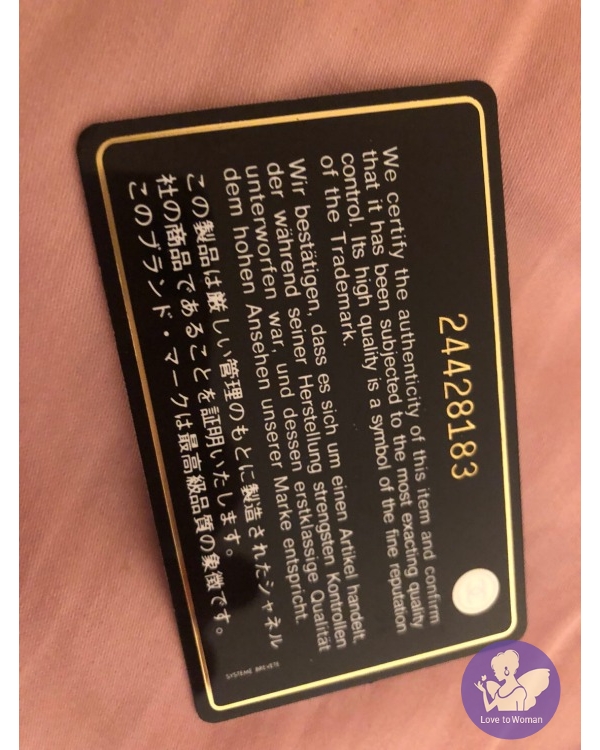 24428183
We certify the authenticity of this item and confirm
that it has been subjected to the most exacting quality
control. Its high quality is a symbol of the fine reputation
of the Trademark.
Wir bestätigen, dass es sich um einen Artikel handelt,
der während seiner Herstellung strengsten Kontrollen
unterworfen war, und dessen erstklassige Qualität
dem hohen Ansehen unserer Marke entspricht.
この製品は厳しい管理のもとに製造されたシャネル
社の商品であることを証明いたします。
このブランド・マークは最高級品質の象徴です。
SYSTEME BREVETE
Love to Woman